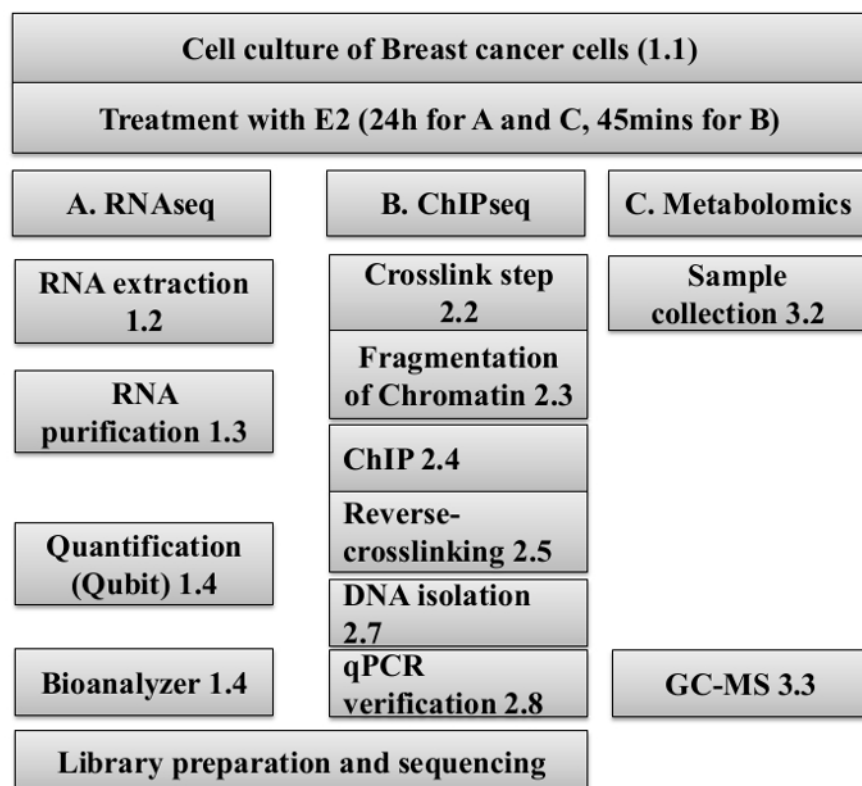 Cell culture of Breast cancer cells (1.1)
Treatment with E2 (24h for A and C, 45mins for B)
A. RNAseq
RNA extraction
1.2
RNA
purification 1.3
Quantification
(Qubit) 1.4
Bioanalyzer 1.4
B. ChIPseq
Crosslink step
2.2
Fragmentation
of Chromatin 2.3
ChIP 2.4
Reverse-
crosslinking 2.5
DNA isolation
2.7
qPCR
verification 2.8
C. Metabolomics
Sample
collection 3.2
GC-MS 3.3
Library preparation and sequencing